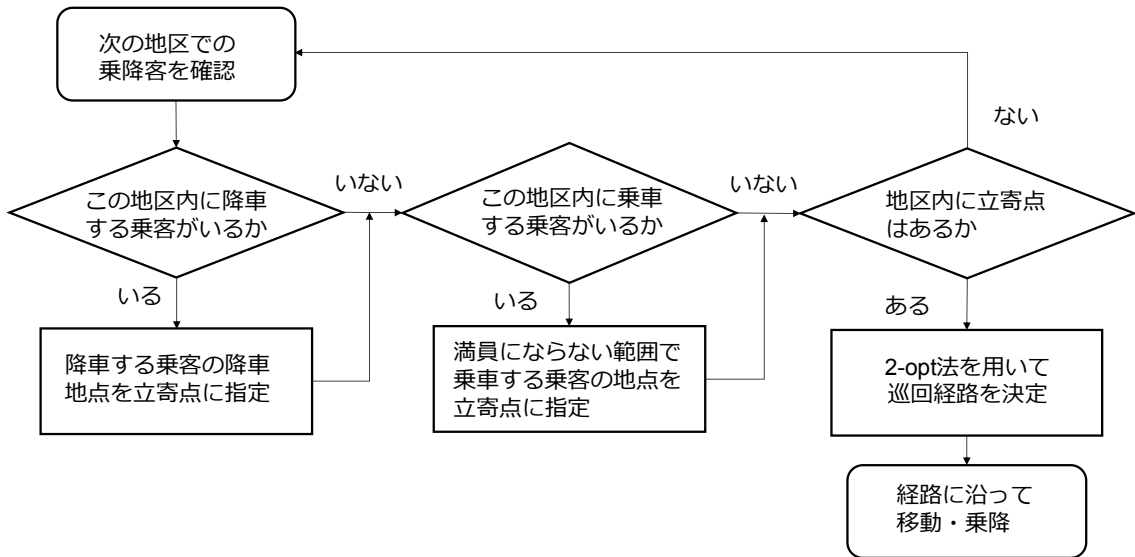 次の地区での
乗降客を確認
この地区内に降車
する乗客がいるか
いない
いる
降車する乗客の降車
地点を立寄点に指定
この地区内に乗車
する乗客がいるか
いない
いる
満員にならない範囲で
乗車する乗客の地点を
立寄点に指定
地区内に立寄点
はあるか
ない
ある
2-opt法を用いて
巡回経路を決定
経路に沿って
移動・乗降